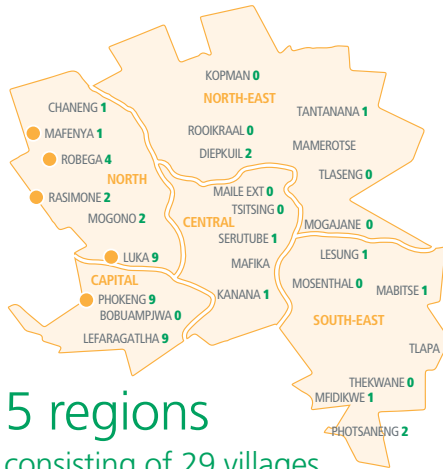 KOPMAN 0
NORTH-EAST
CHANENG 1
TANTANANA 1
MAFENYA 1
ROOIKRAAL 0
MAMEROTSE
ROBEGA 4
DIEPKUIL 2
NORTH
TLASENG 0
RASIMONE 2
MAILE EXT 0
TSITSING 0
MOGONO 2
CENTRAL
MOGAJANE 0
SERUTUBE 1
LUKA 9
LESUNG 1
MAFIKA
CAPITAL
MOSENTHAL 0
MABITSE 1
PHOKENG 9
KANANA 1
BOBUAMPJWA 0
SOUTH-EAST
LEFARAGATLHA 9
TLAPA
THEKWANE 0
MFIDIKWE 1
PHOTSANENG 2
5 regions
consisting of 29 villages